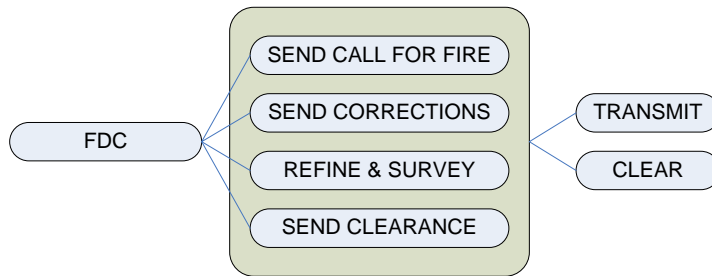 FDC
SEND CALL FOR FIRE
SEND CORRECTIONS
REFINE & SURVEY
SEND CLEARANCE
TRANSMIT
CLEAR